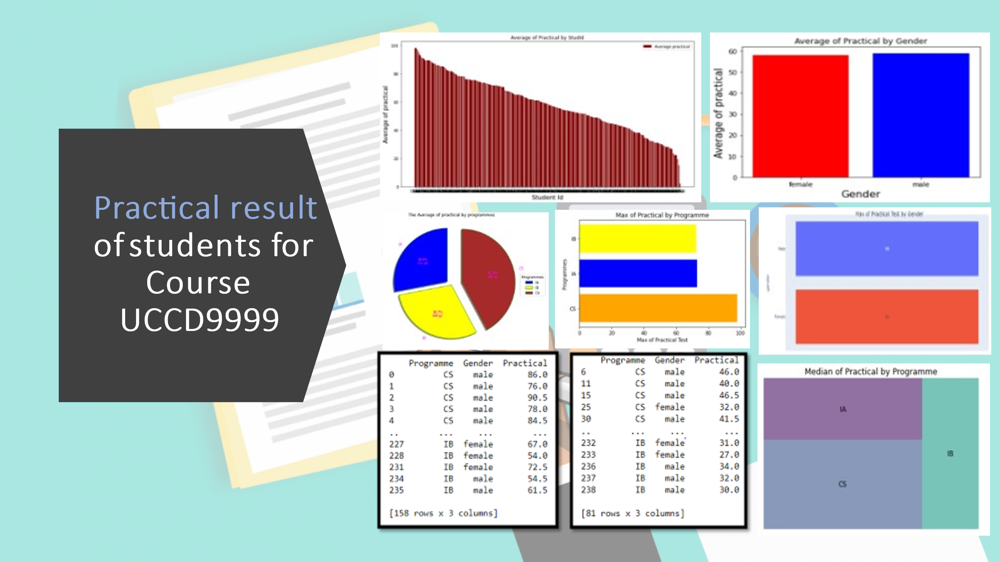 Practical result
of students for
Course
UCCD9999
Average of Practical by StudId
Average practical
100
80
60
40
20
0
Average of practical
Student Id
Average of Practical by Gender
60
50
40
30
20
10
0
Average of practical
female male
Gender
The Average of practical by programmes
IA
CS
IB
Programmes
IA
IB
CS
Max of Practical by Programme
IB
IA
CS
Programmes
0 20 40 60 80 100
Max of Practical Test
Max of Practical Test by Gender
Programme Gender Practical
0 CS male 86.0
1 CS male 76.0
2 CS male 90.5
3 CS male 78.0
4 CS male 84.5
.. ... ... ...
227 IB female 67.0
228 IB female 54.0
231 IB female 72.5
234 IB male 54.5
235 IB male 61.5
[158 rows x 3 columns]
Programme Gender Practical
6 CS male 46.0
11 CS male 40.0
15 CS male 46.5
25 CS female 32.0
30 CS male 41.5
.. ... ... ...
232 IB female 31.0
233 IB female 27.0
236 IB male 34.0
237 IB male 32.0
238 IB male 30.0
[81 rows x 3 columns]
Median of Practical by Programme
IA
IB
CS